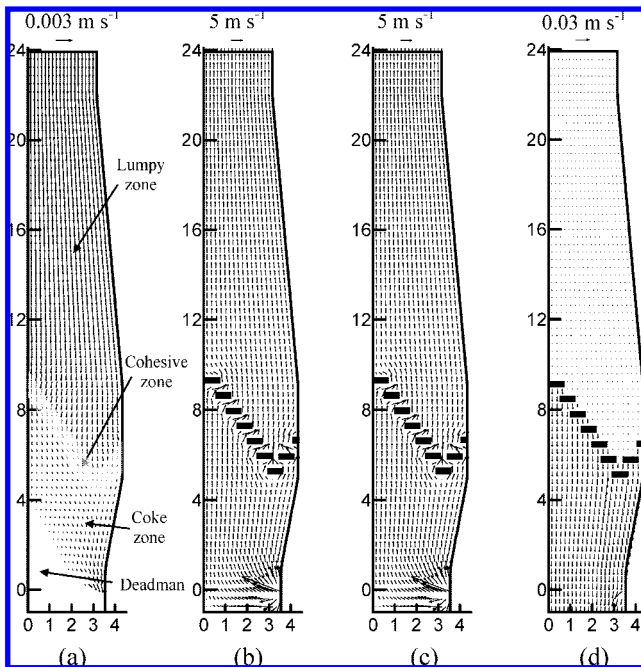 0.003 m s⁻¹ 5 m s⁻¹ 5 m s⁻¹ 0.03 m s⁻¹
24 24 24 24
20 20 20 20
Lumpy
zone
16 16 16 16
12 12 12 12
Cohesive
zone
8 8 8 8
4 4 4 4
Coke
zone
Deadman
0 0 0 0
0 1 2 3 4 0 1 2 3 4 0 1 2 3 4 0 1 2 3 4
(a) (b) (c) (d)